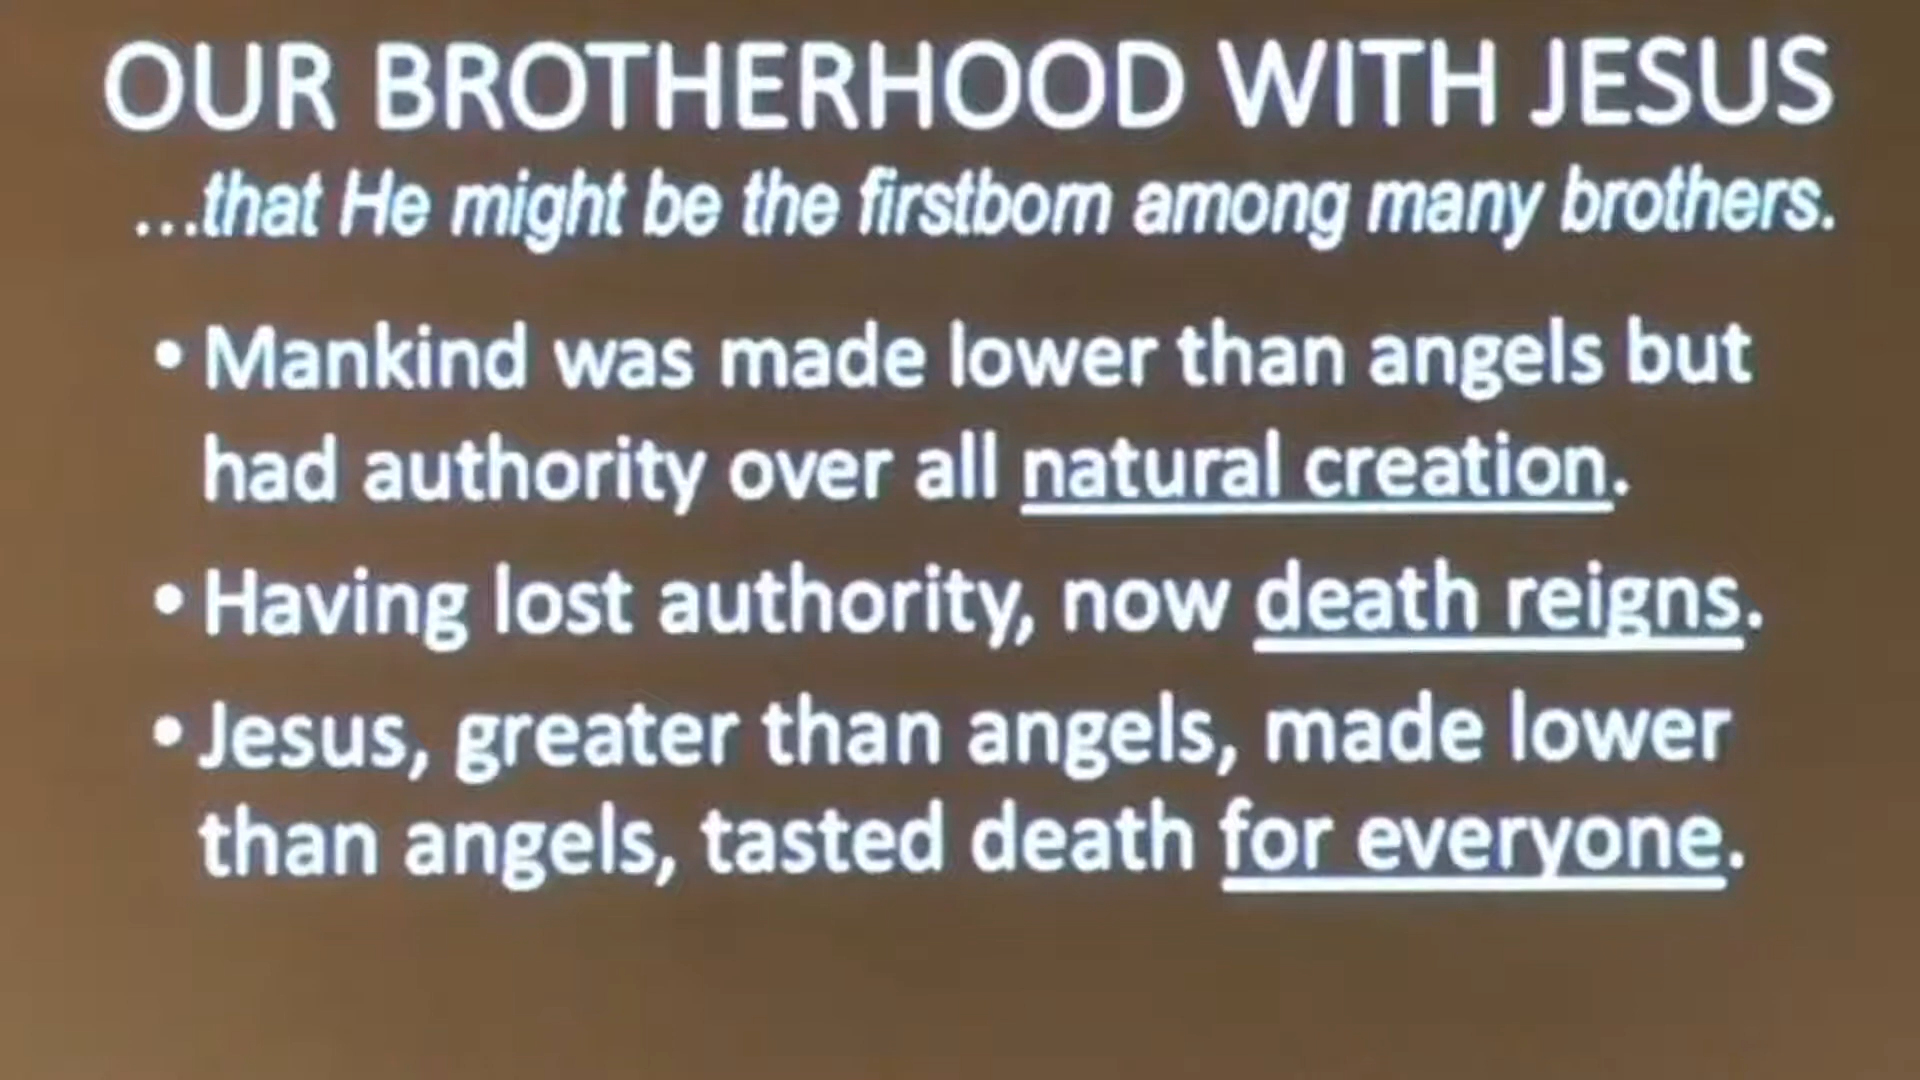 OUR BROTHERHOOD WITH JESUS
...that He might be the firstborn among many brothers.
• Mankind was made lower than angels but
had authority over all natural creation.
• Having lost authority, now death reigns.
• Jesus, greater than angels, made lower
than angels, tasted death for everyone.